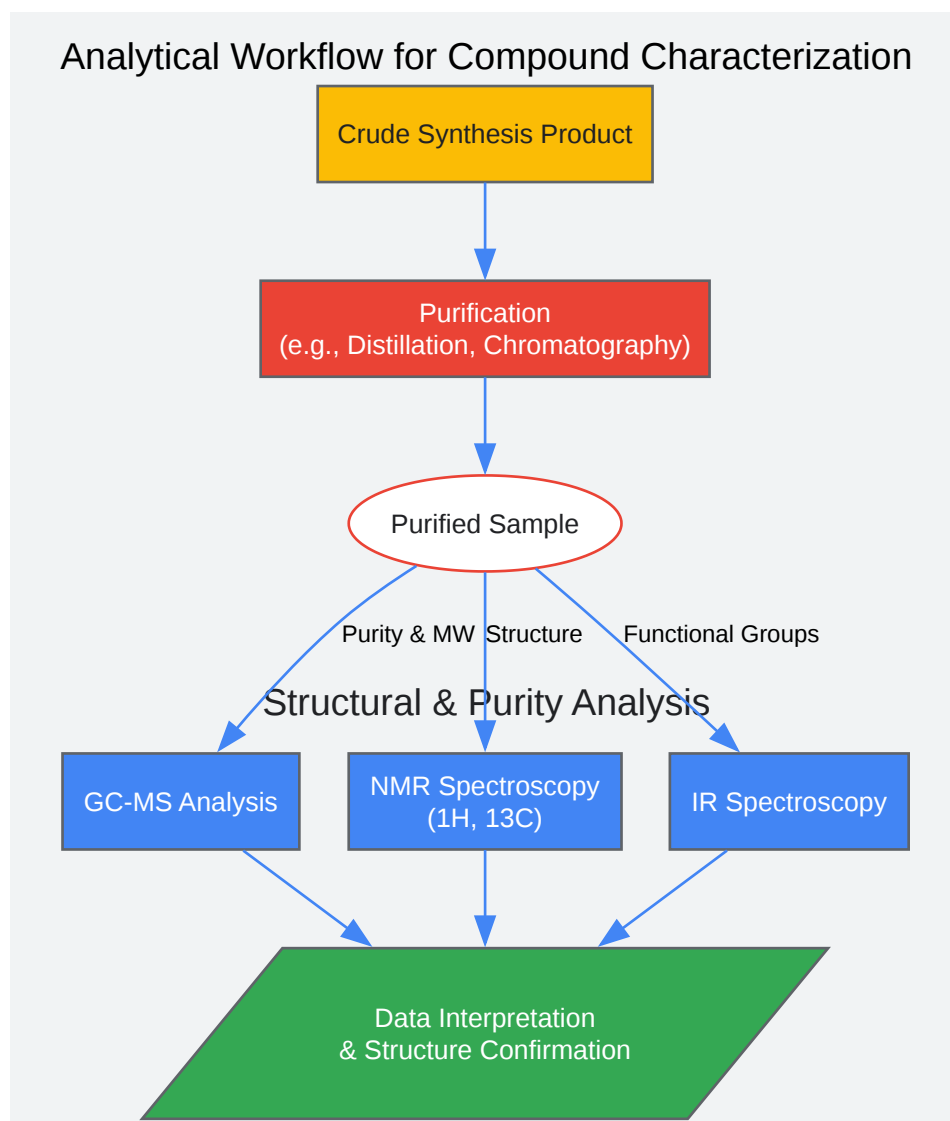 Analytical Workflow for Compound Characterization
Crude Synthesis Product
Purification
(e.g., Distillation, Chromatography)
Purified Sample
Purity & MW
Structure
Functional Groups
Structural & Purity Analysis
GC-MS Analysis
NMR Spectroscopy
(1H, 13C)
IR Spectroscopy
Data Interpretation
& Structure Confirmation